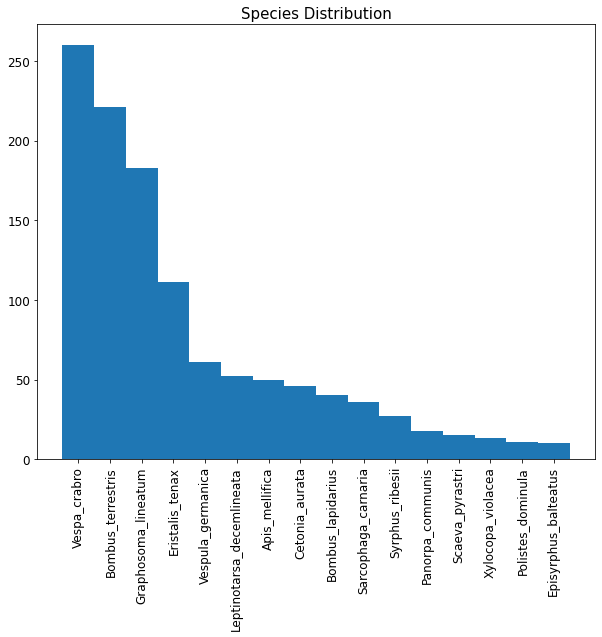 Species Distribution
250
200
150
100
50
0
Vespa_crabro
Bombus_terrestris
Graphosoma_lineatum
Eristalis_tenax
Vespula_germanica
Leptinotarsa_decemlineata
Apis_mellifica
Cetonia_aurata
Bombus_lapidarius
Sarcophaga_carnaria
Syrphus_ribesii
Panorpa_communis
Scaeva_pyrastri
Xylocopa_violacea
Polistes_dominula
Episyrphus_balteatus